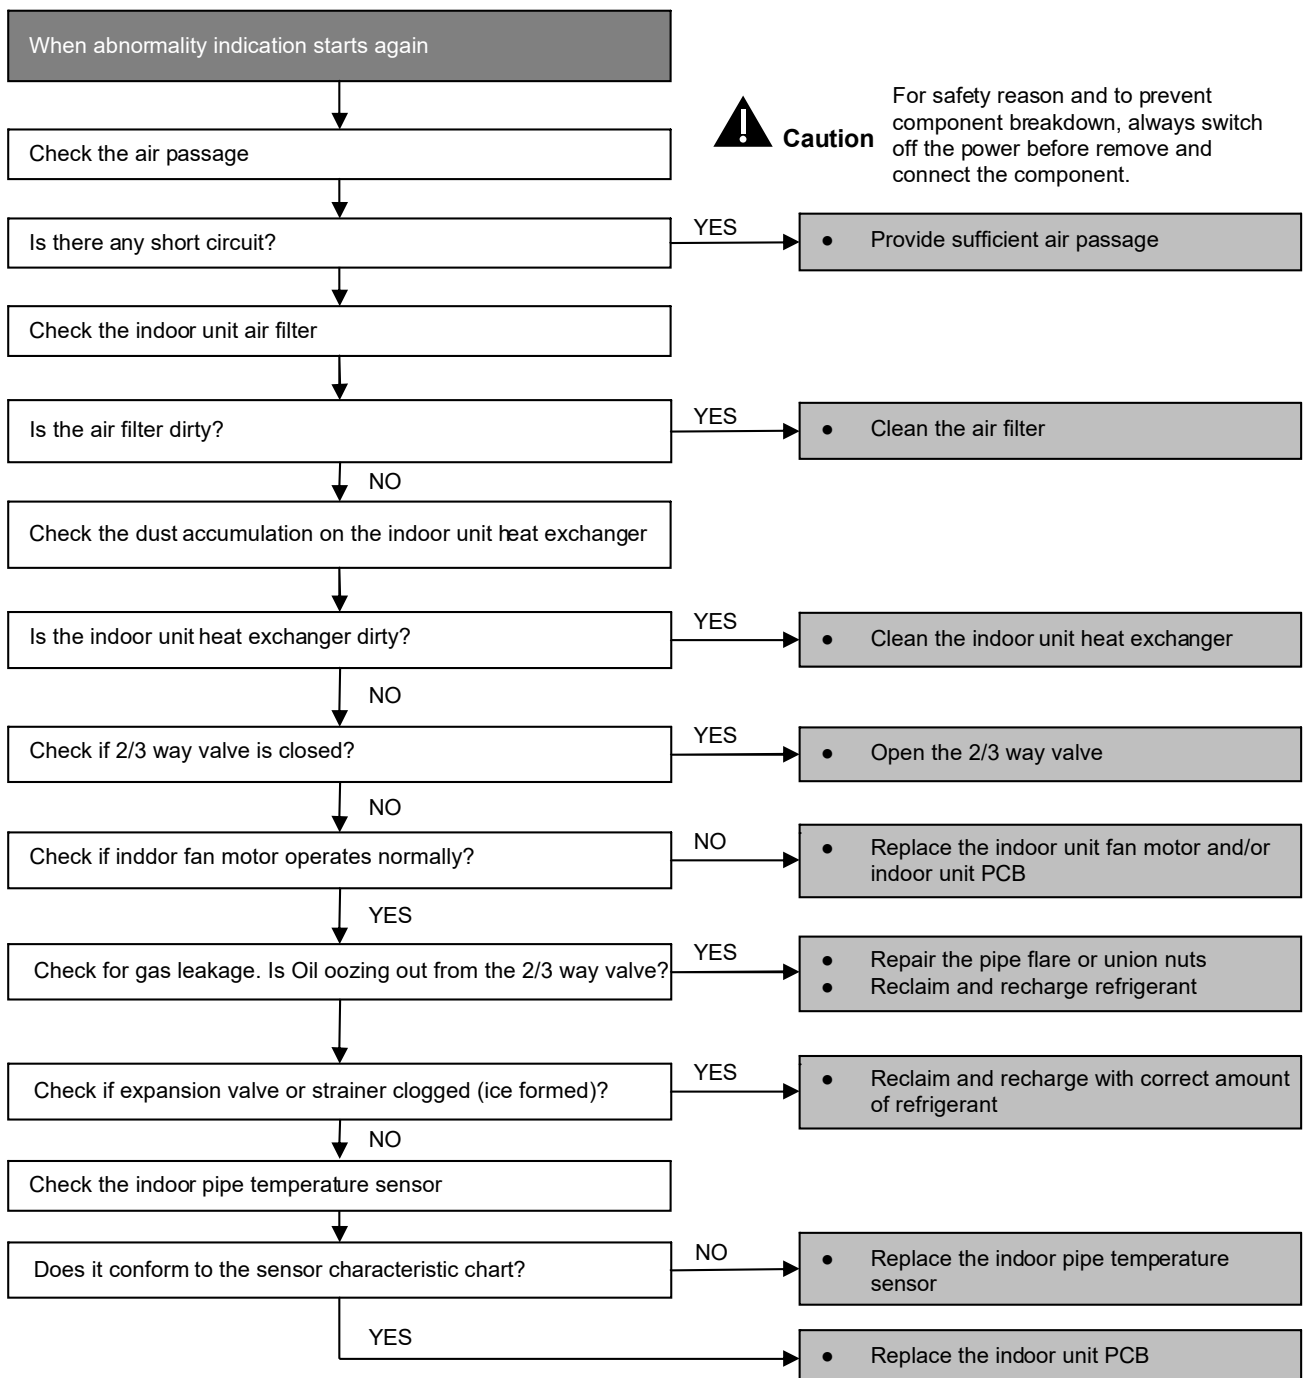 When abnormality indication starts again
For safety reason and to prevent
component breakdown, always switch
off the power before remove and
connect the component.
Caution
Check the air passage
Is there any short circuit?
YES
● Provide sufficient air passage
Check the indoor unit air filter
Is the air filter dirty?
YES
● Clean the air filter
NO
Check the dust accumulation on the indoor unit heat exchanger
Is the indoor unit heat exchanger dirty?
YES
● Clean the indoor unit heat exchanger
NO
Check if 2/3 way valve is closed?
YES
● Open the 2/3 way valve
NO
Check if inddor fan motor operates normally?
NO
● Replace the indoor unit fan motor and/or
indoor unit PCB
YES
Check for gas leakage. Is Oil oozing out from the 2/3 way valve?
YES
● Repair the pipe flare or union nuts
● Reclaim and recharge refrigerant
Check if expansion valve or strainer clogged (ice formed)?
YES
● Reclaim and recharge with correct amount
of refrigerant
NO
Check the indoor pipe temperature sensor
Does it conform to the sensor characteristic chart?
NO
● Replace the indoor pipe temperature
sensor
YES
● Replace the indoor unit PCB